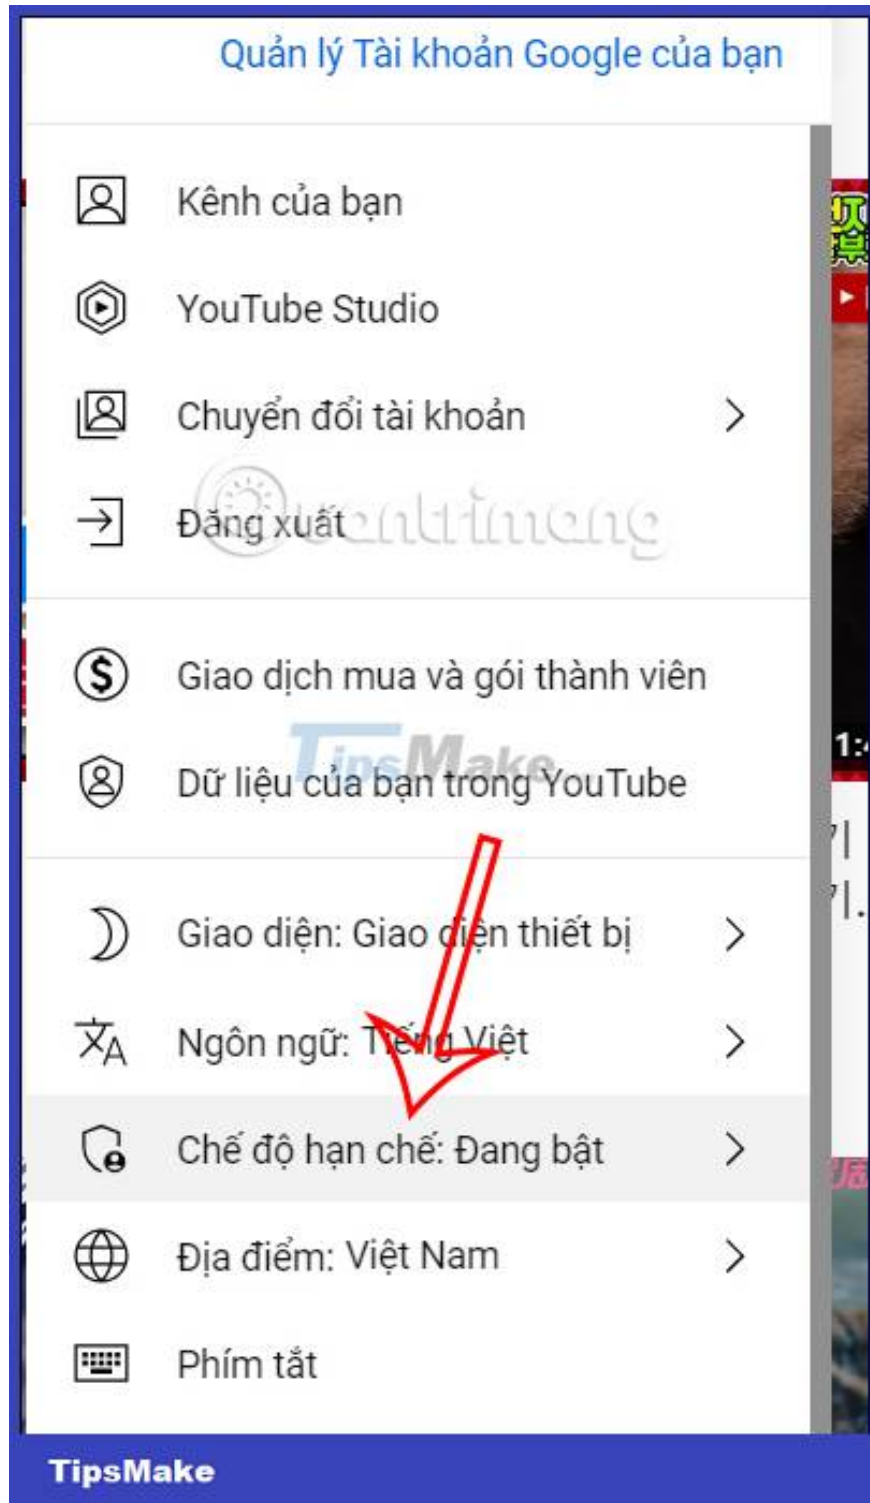 Quản lý Tài khoản Google của bạn
Kênh của bạn
YouTube Studio
Chuyển đổi tài khoản
Đăng xuất
uantrimang
Giao dịch mua và gói thành viên
TipsMake
Dữ liệu của bạn trong YouTube
Giao diện: Giao diện thiết bị
Ngôn ngữ: Tiếng Việt
Chế độ hạn chế: Đang bật
Địa điểm: Việt Nam
Phím tắt
TipsMake